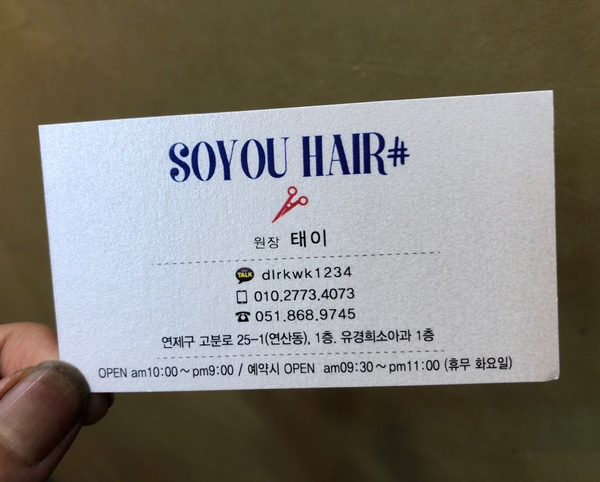 SOYOU HAIR#
원장 태이
TALK dlrkwk1234
010.2773.4073
051.868.9745
연제구 고분로 25-1(연산동), 1층. 유경희소아과 1층
OPEN am10:00~pm9:00 / 예약시 OPEN am09:30~pm11:00 (휴무 화요일)